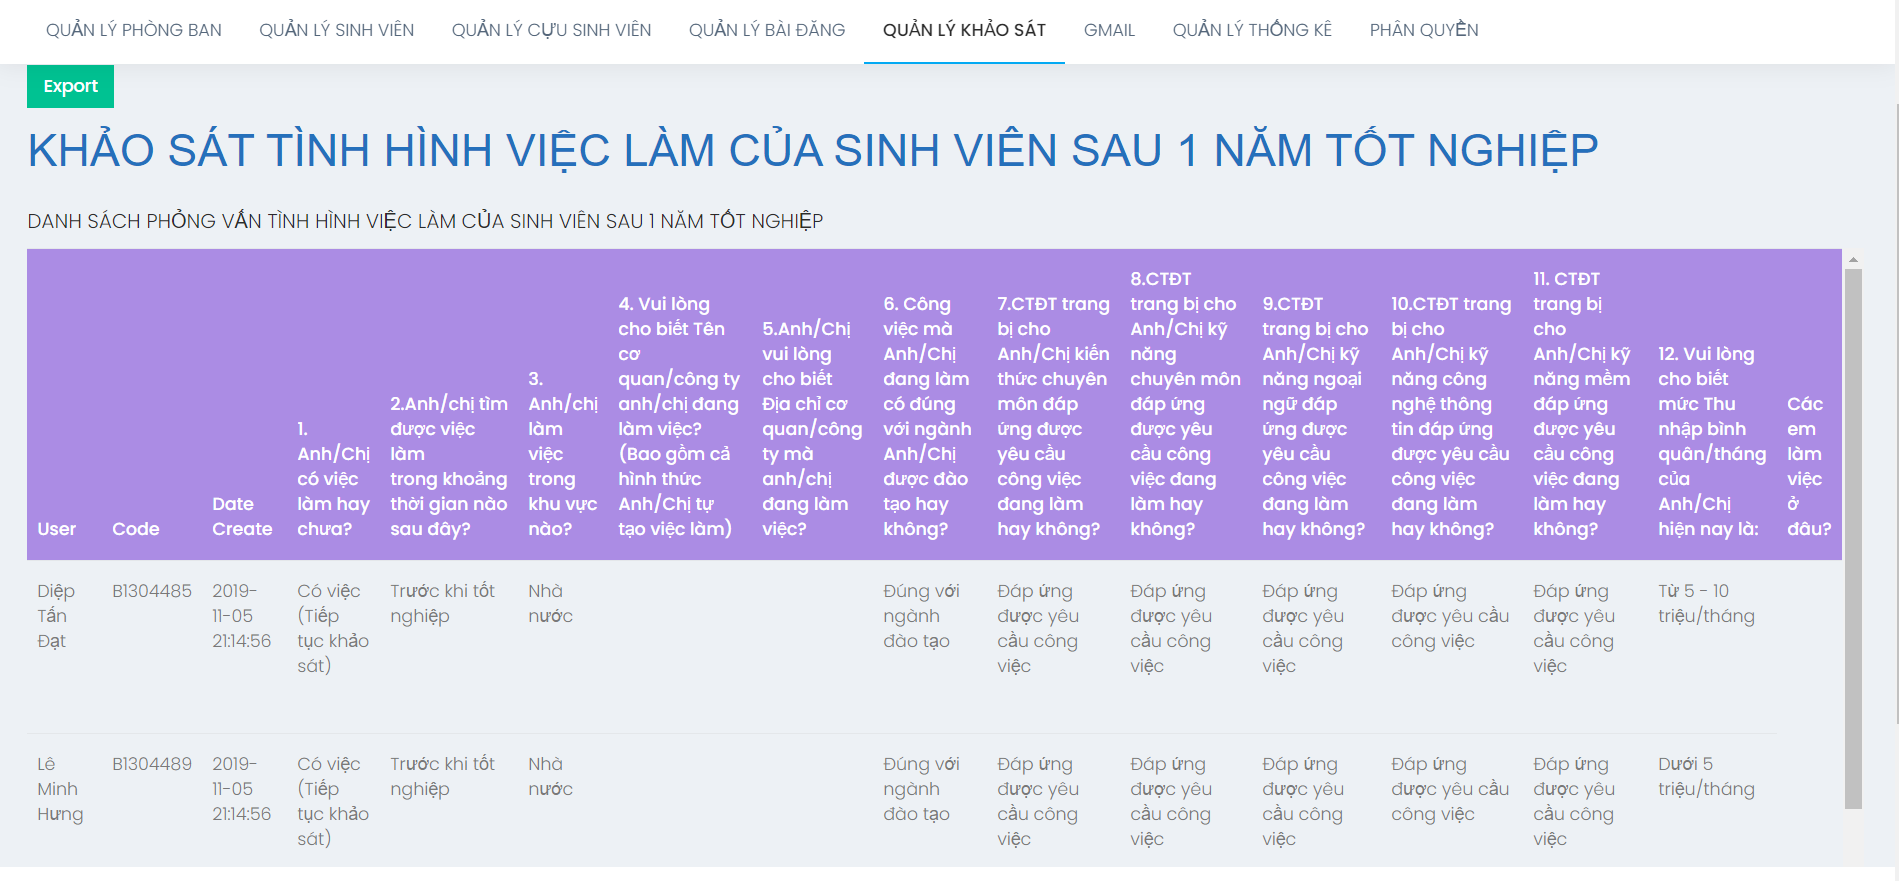 QUẢN LÝ PHÒNG BAN QUẢN LÝ SINH VIÊN QUẢN LÝ CỰU SINH VIÊN QUẢN LÝ BÀI ĐĂNG QUẢN LÝ KHẢO SÁT GMAIL QUẢN LÝ THỐNG KÊ PHÂN QUYỀN
Export
KHẢO SÁT TÌNH HÌNH VIỆC LÀM CỦA SINH VIÊN SAU 1 NĂM TỐT NGHIỆP
DANH SÁCH PHỎNG VẤN TÌNH HÌNH VIỆC LÀM CỦA SINH VIÊN SAU 1 NĂM TỐT NGHIỆP
User
Code
Date
Create
1.
Anh/Chị
có việc
làm hay
chưa?
2.Anh/chị tìm
được việc
làm
trong khoảng
thời gian nào
sau đây?
3.
Anh/chị
làm
việc
trong
khu vực
nào?
4. Vui lòng
cho biết Tên
cơ
quan/công ty
anh/chị đang
làm việc?
(Bao gồm cả
hình thức
Anh/Chị tự
tạo việc làm)
5.Anh/Chị
vui lòng
cho biết
Địa chỉ cơ
quan/công
ty mà
anh/chị
đang làm
việc?
6. Công
việc mà
Anh/Chị
đang làm
có đúng
với ngành
Anh/Chị
được đào
tạo hay
không?
7.CTĐT trang
bị cho
Anh/Chị kiến
thức chuyên
môn đáp
ứng được
yêu cầu
công việc
đang làm
hay không?
8.CTĐT
trang bị cho
Anh/Chị kỹ
năng
chuyên môn
đáp ứng
được yêu
cầu công
việc đang
làm hay
không?
9.CTĐT
trang bị cho
Anh/Chị kỹ
năng ngoại
ngữ đáp
ứng được
yêu cầu
công việc
đang làm
hay không?
10.CTĐT trang
bị cho
Anh/Chị kỹ
năng công
nghệ thông
tin đáp ứng
được yêu cầu
công việc
đang làm
hay không?
11. CTĐT
trang bị
cho
Anh/Chị kỹ
năng mềm
đáp ứng
được yêu
cầu công
việc đang
làm hay
không?
12. Vui lòng
cho biết
mức Thu
nhập bình
quân/tháng
của
Anh/Chị
hiện nay là:
Các
em
làm
việc
ở
đâu?
Diệp
Tấn
Đạt
B1304485
2019-
11-05
21:14:56
Có việc
(Tiếp
tục khảo
sát)
Trước khi tốt
nghiệp
Nhà
nước
Đúng với
ngành
đào tạo
Đáp ứng
được yêu
cầu công
việc
Đáp ứng
được yêu
cầu công
việc
Đáp ứng
được yêu
cầu công
việc
Đáp ứng
được yêu cầu
công việc
Đáp ứng
được yêu
cầu công
việc
Từ 5 - 10
triệu/tháng
Lê
Minh
Hưng
B1304489
2019-
11-05
21:14:56
Có việc
(Tiếp
tục khảo
sát)
Trước khi tốt
nghiệp
Nhà
nước
Đúng với
ngành
đào tạo
Đáp ứng
được yêu
cầu công
việc
Đáp ứng
được yêu
cầu công
việc
Đáp ứng
được yêu
cầu công
việc
Đáp ứng
được yêu cầu
công việc
Đáp ứng
được yêu
cầu công
việc
Dưới 5
triệu/tháng